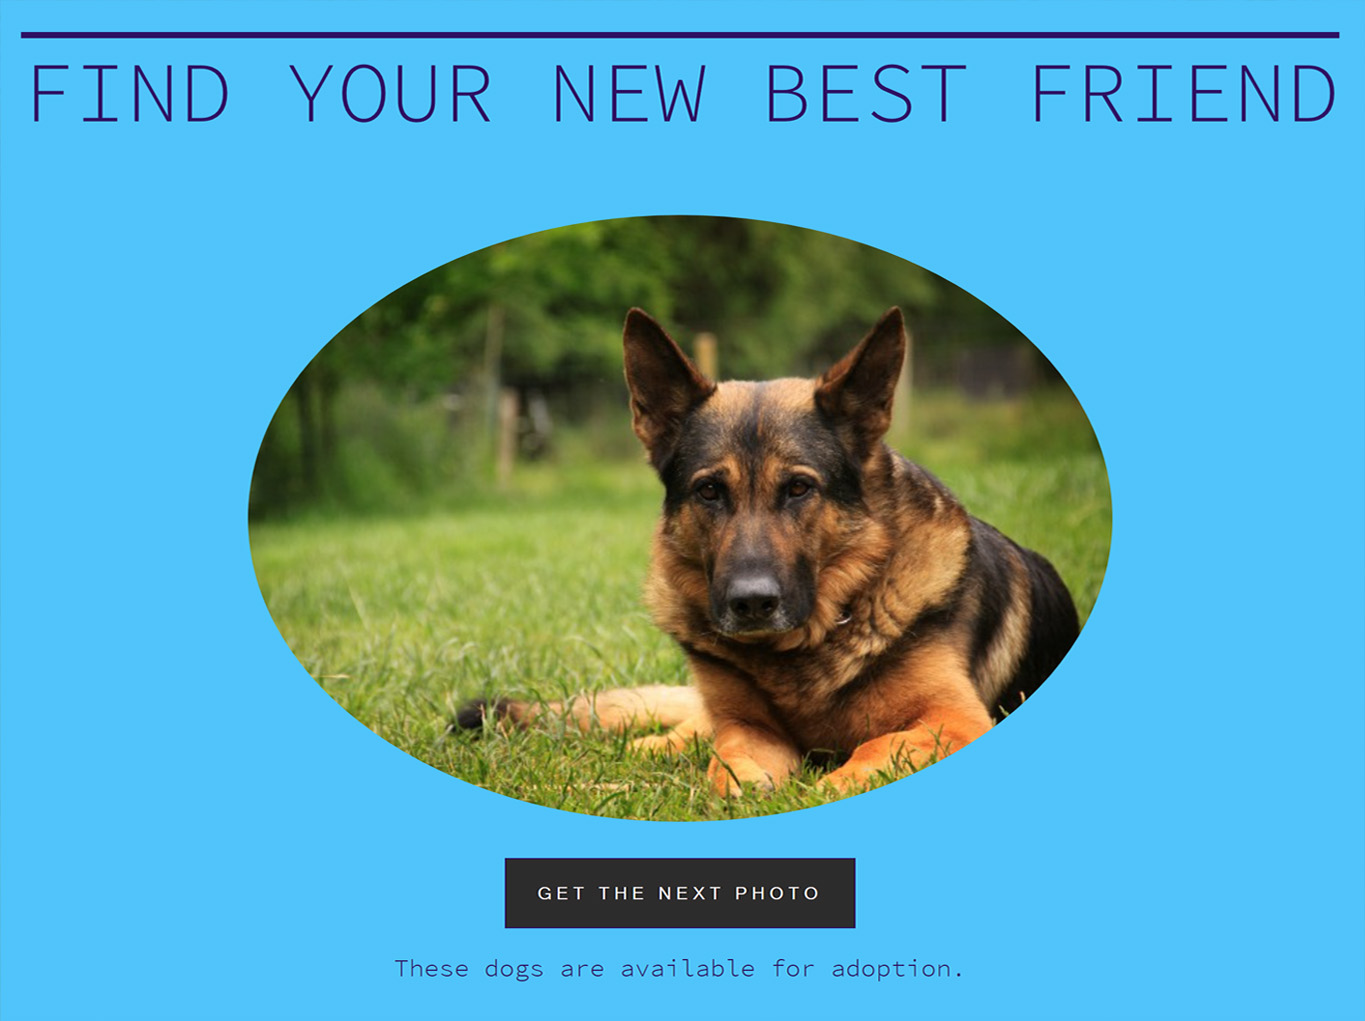 FIND YOUR NEW BEST FRIEND
GET THE NEXT PHOTO
These dogs are available for adoption.